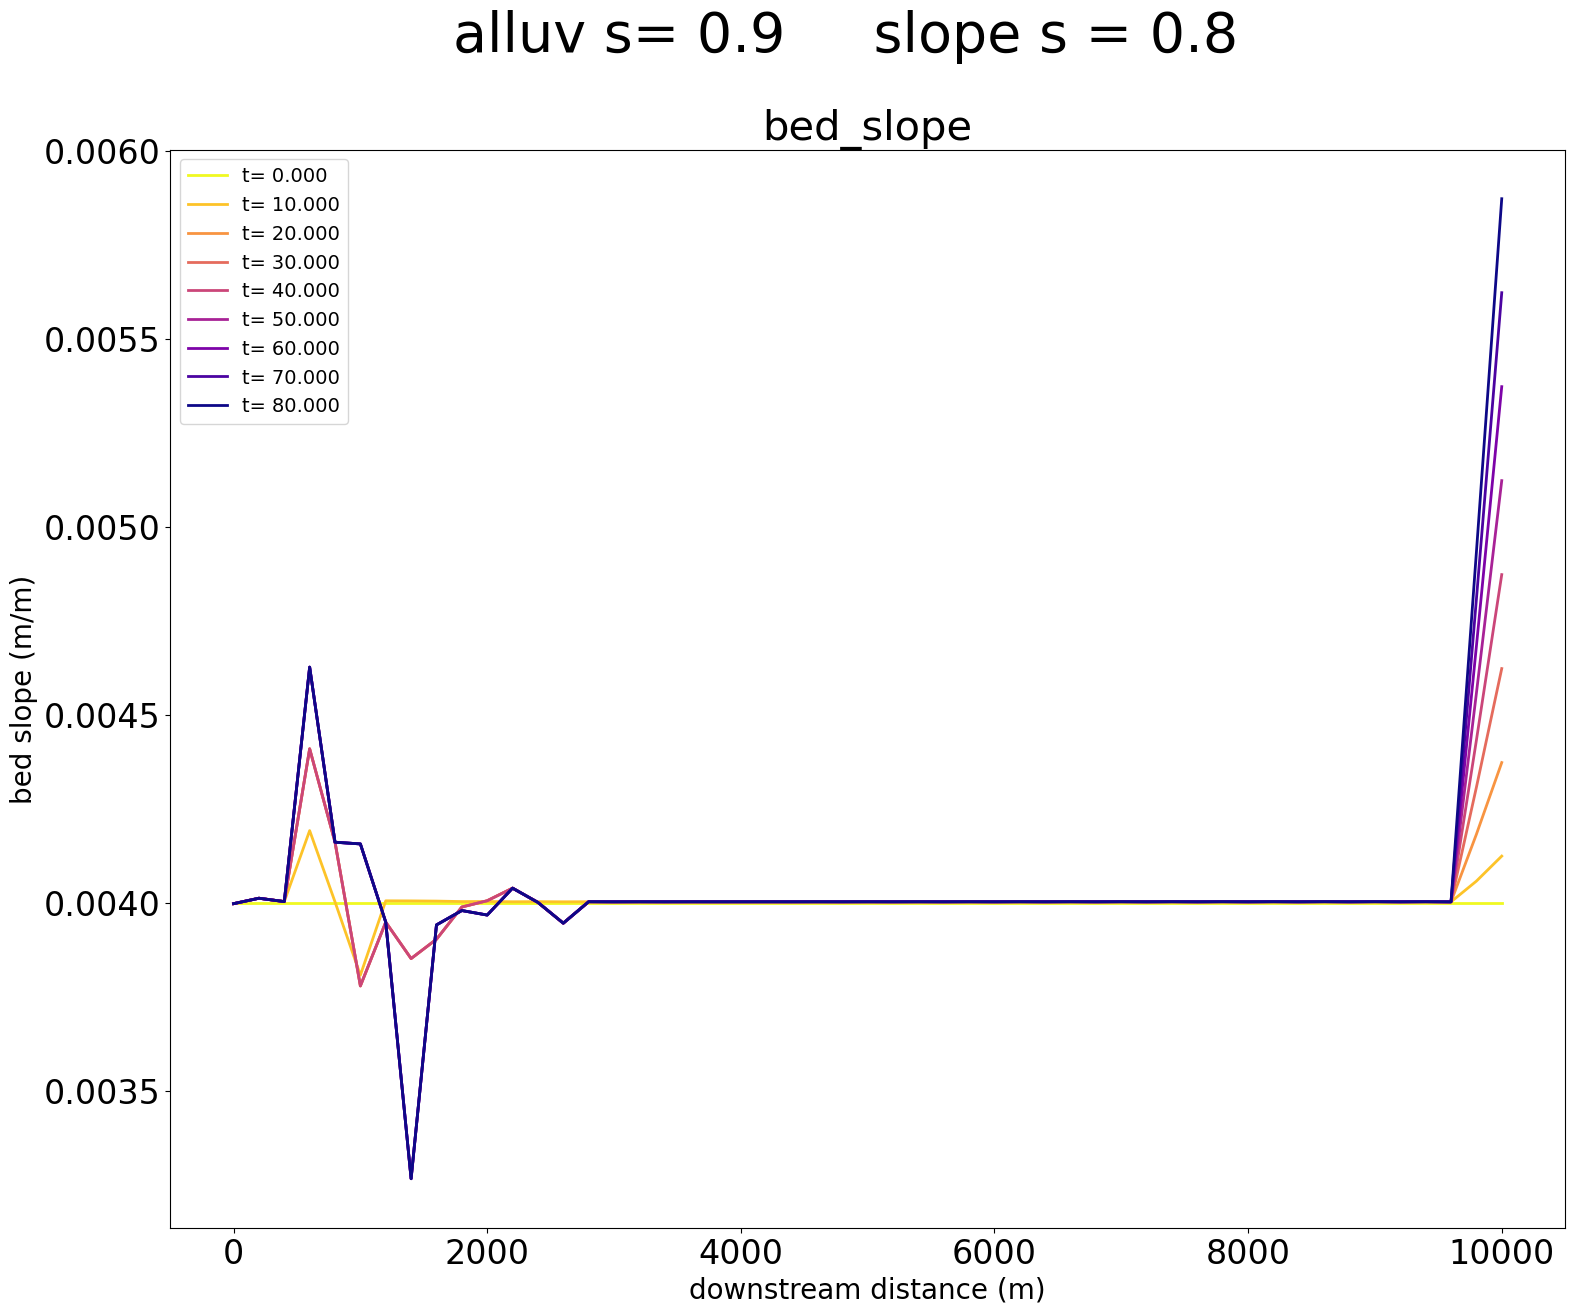 alluv s= 0.9     slope s = 0.8
bed_slope
0.0060
0.0055
0.0050
0.0045
0.0040
0.0035
bed slope (m/m)
t= 0.000
t= 10.000
t= 20.000
t= 30.000
t= 40.000
t= 50.000
t= 60.000
t= 70.000
t= 80.000
0 2000 4000 6000 8000 10000
downstream distance (m)